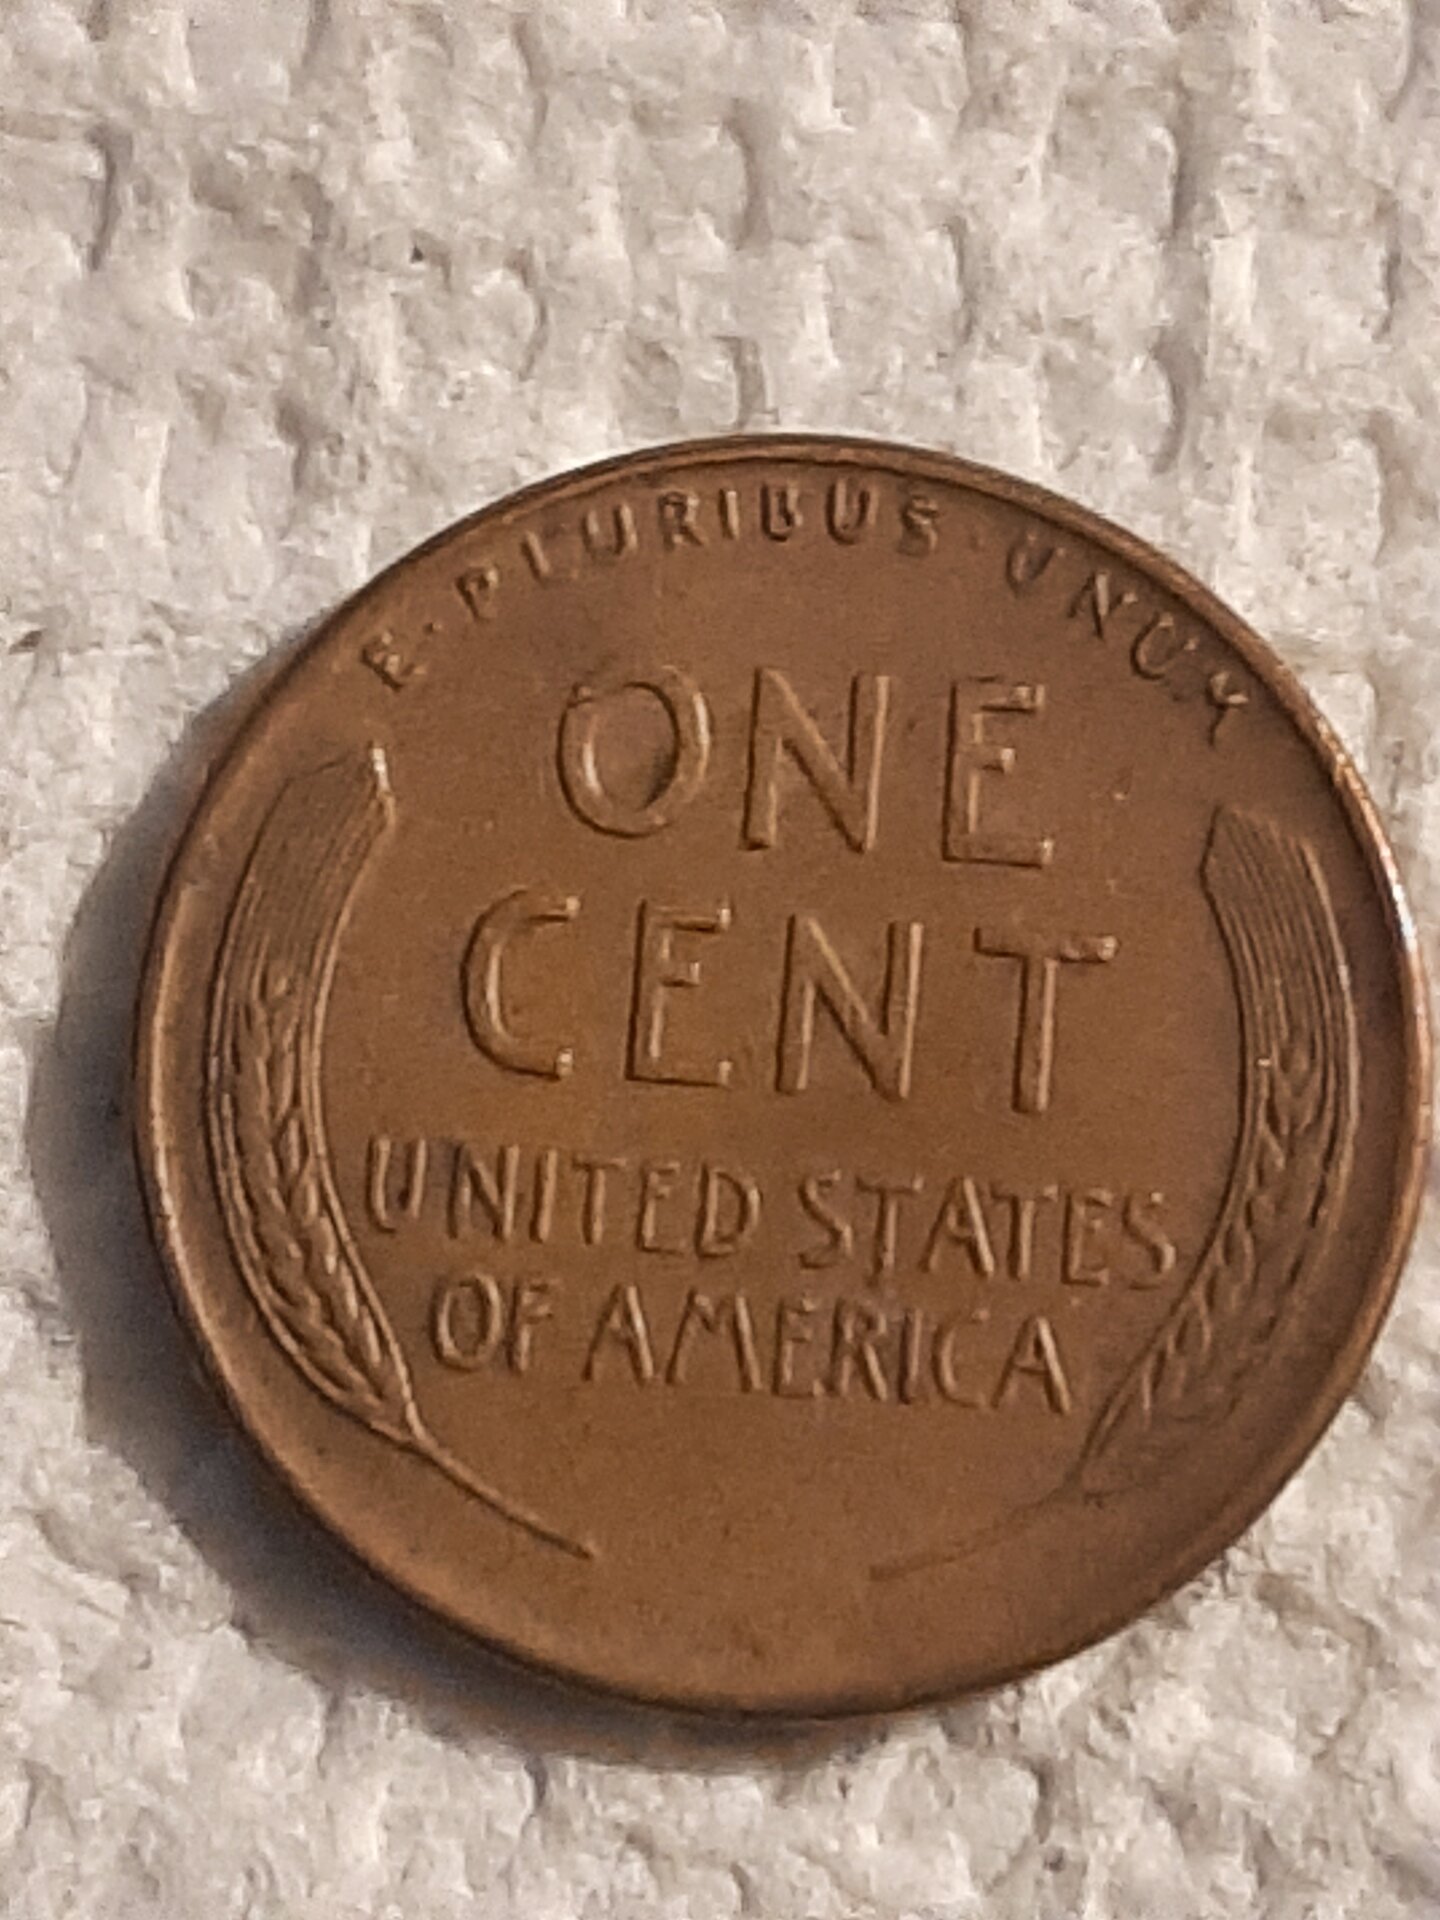 E·PLURIBUS·UNUM
ONE
CENT
UNITED STATES
OF AMERICA